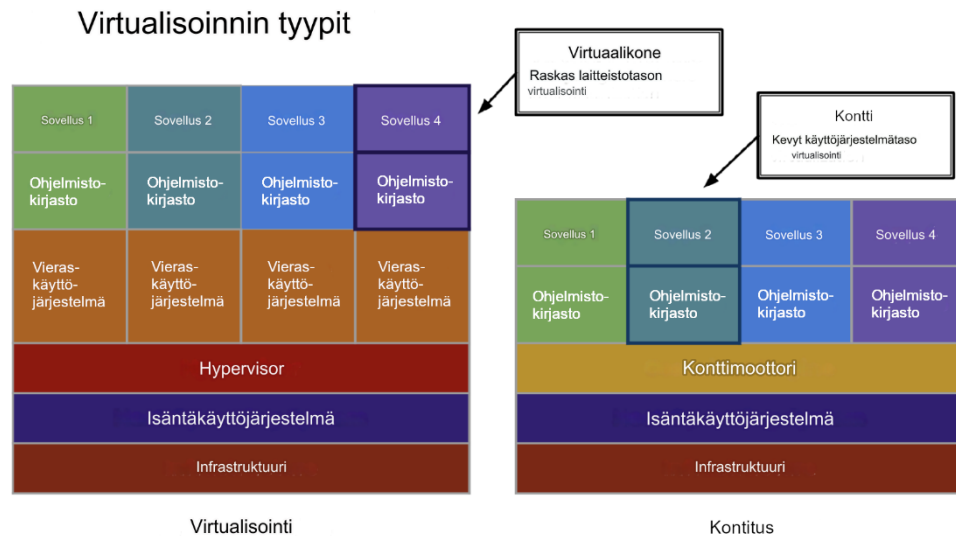 Virtualisoinnin tyypit
Virtuaalikone
Raskas laitteistotason
virtualisointi
Kontti
Kevyt käyttöjärjestelmätaso
virtualisointi
Sovellus 1
Sovellus 2
Sovellus 3
Sovellus 4
Ohjelmisto-
kirjasto
Ohjelmisto-
kirjasto
Ohjelmisto-
kirjasto
Ohjelmisto-
kirjasto
Vieras-
käyttö-
järjestelmä
Vieras-
käyttö-
järjestelmä
Vieras-
käyttö-
järjestelmä
Vieras-
käyttö-
järjestelmä
Hypervisor
Isäntäkäyttöjärjestelmä
Infrastruktuuri
Virtualisointi
Sovellus 1
Sovellus 2
Sovellus 3
Sovellus 4
Ohjelmisto-
kirjasto
Ohjelmisto-
kirjasto
Ohjelmisto-
kirjasto
Ohjelmisto-
kirjasto
Konttimoottori
Isäntäkäyttöjärjestelmä
Infrastruktuuri
Kontitus